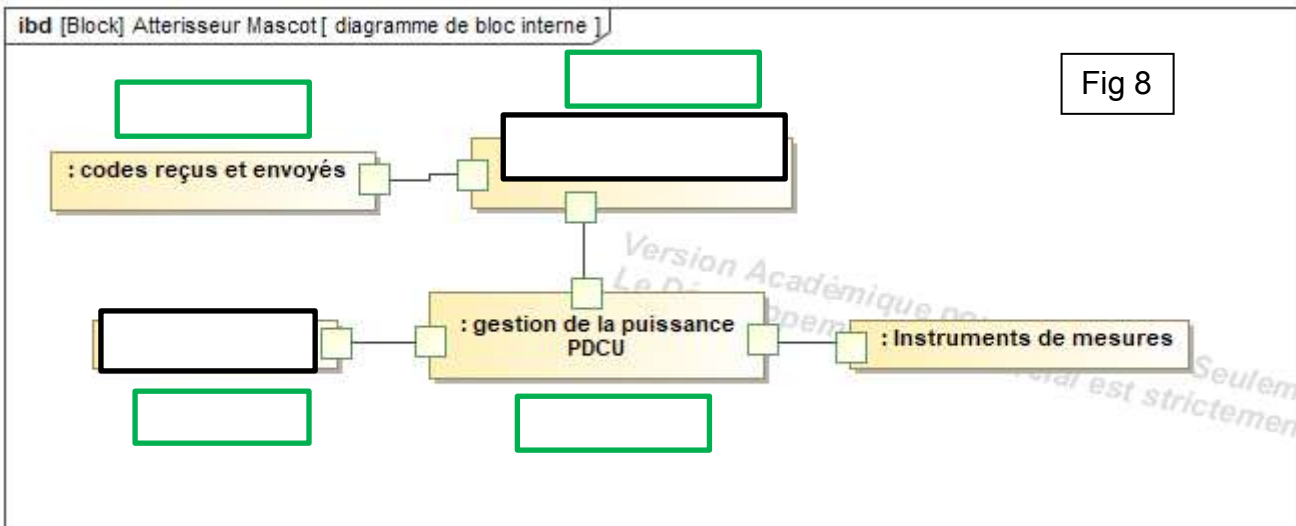 ibd [Block] Atterisseur Mascot [ diagramme de bloc interne ]
Fig 8
: codes reçus et envoyés
: gestion de la puissance
PDCU
: Instruments de mesures
Version Académique
Le
Seulem
est strictemen